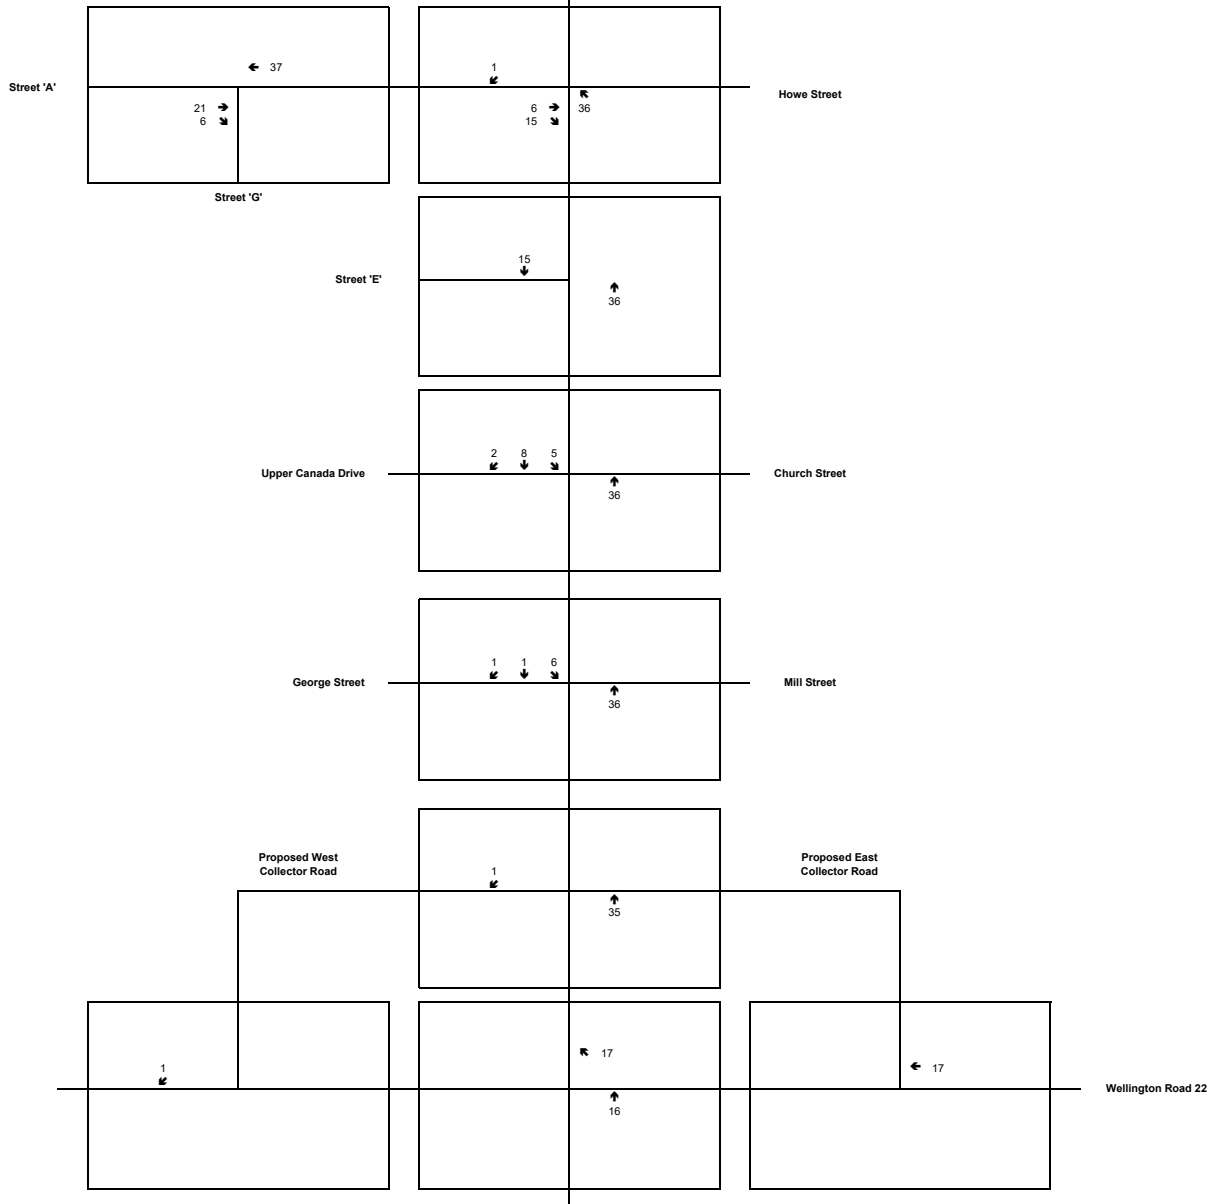 37
1
Street 'A'
Howe Street
21
6
36
6
15
Street 'G'
15
Street 'E'
36
2 8 5
Upper Canada Drive
Church Street
36
1 1 6
George Street
Mill Street
36
Proposed West
Collector Road
Proposed East
Collector Road
1
35
17
1
17
Wellington Road 22
16